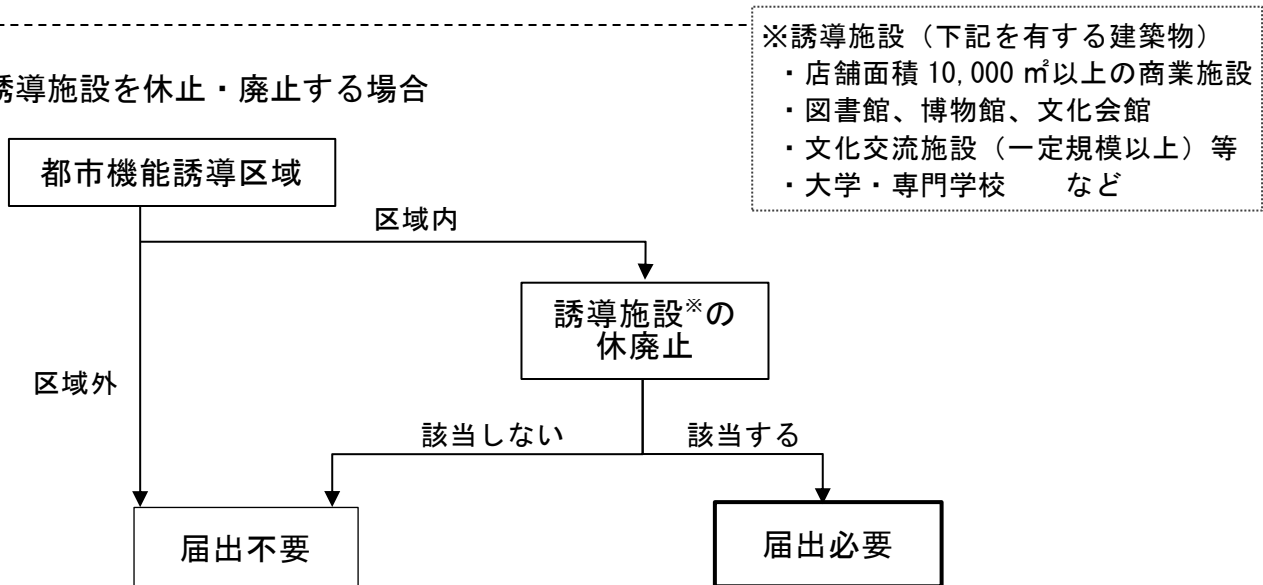 ※誘導施設（下記を有する建築物）
・店舗面積 10,000 ㎡以上の商業施設
・図書館、博物館、文化会館
・文化交流施設（一定規模以上）等
・大学・専門学校　　など
誘導施設を休止・廃止する場合
都市機能誘導区域
区域内
誘導施設※の
休廃止
区域外
該当しない
該当する
届出不要
届出必要